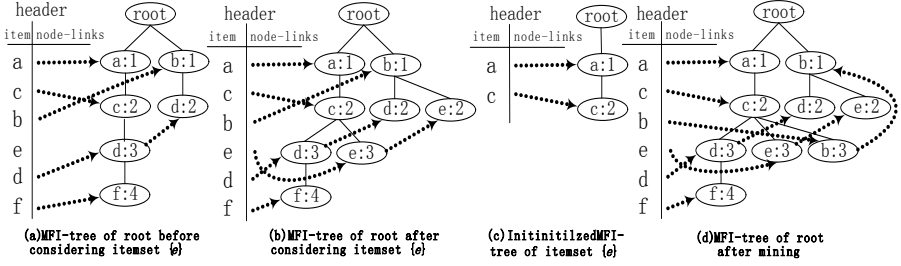 header
item node-links
root
a
c
b
e
d
f
a:1
b:1
c:2
d:2
d:3
f:4
(a)MFI-tree of root before
considering itemset {e}
header
item node-links
root
a
c
b
e
d
f
a:1
b:1
c:2
d:2
e:2
d:3
e:3
f:4
(b)MFI-tree of root after
considering itemset {e}
header
item node-links
root
a
c
a:1
c:2
(c)InitinitilzedMFI-
tree of itemset {e}
header
item node-links
root
a
c
b
e
d
f
a:1
b:1
c:2
d:2
e:2
d:3
e:3
b:3
f:4
(d)MFI-tree of root
after mining